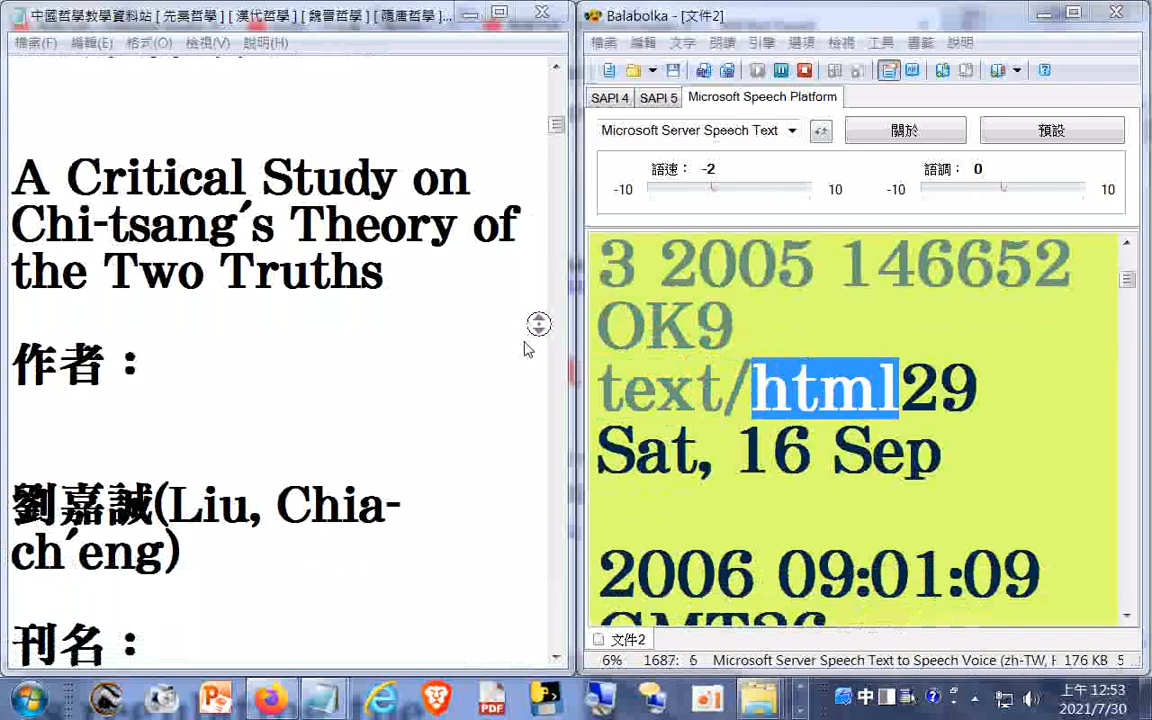 中國哲學教學資料站 [ 先秦哲學 ] [ 漢代哲學 ] [ 魏晉哲學 ] [ 隋唐哲學 ]...
檔案(F) 編輯(E) 格式(O) 檢視(V) 說明(H)
A Critical Study on
Chi-tsang's Theory of
the Two Truths
作者：
劉嘉誠(Liu, Chia-
ch'eng)
刊名：
Balabolka - [文件2]
檔案 編輯 文字 朗讀 引擎 選項 檢視 工具 書籤 說明
SAPI 4 SAPI 5 Microsoft Speech Platform
Microsoft Server Speech Text 關於 預設
語速： -2 語調： 0
-10 10 -10 10
3 2005 146652
OK9
text/html29
Sat, 16 Sep
2006 09:01:09
GMT26
文件2
6% 1687: 6 Microsoft Server Speech Text to Speech Voice (zh-TW, H 176 KB 5
中 上午 12:53
2021/7/30